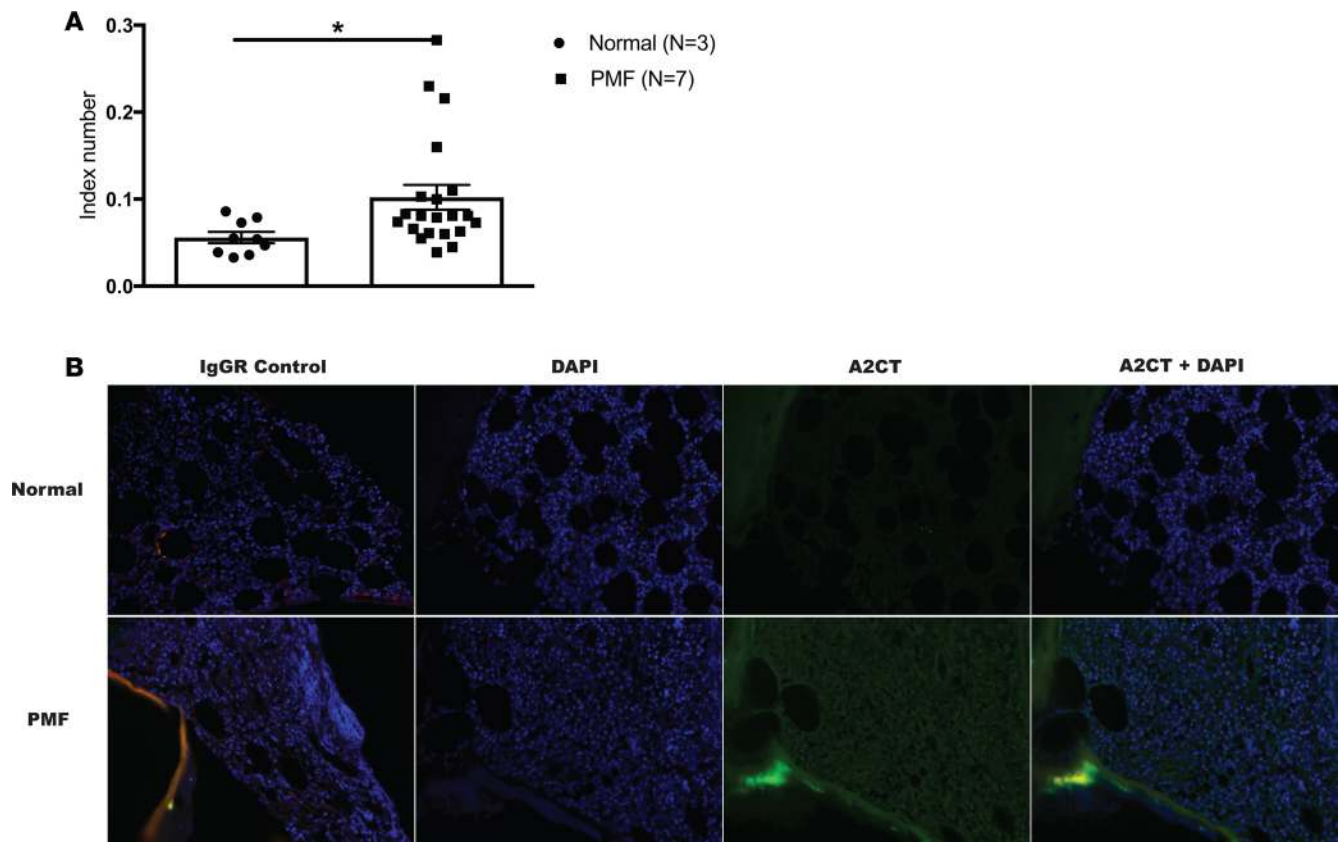 A
Index number
0.3
0.2
0.1
0.0
*
Normal (N=3)
PMF (N=7)
B
IgGR Control
DAPI
A2CT
A2CT + DAPI
Normal
PMF